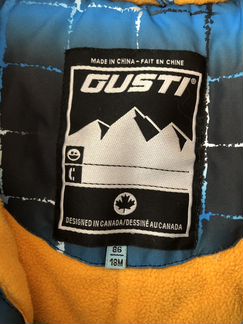 MADE IN CHINA - FAIT EN CHINE
GUSTI®
DESIGNED IN CANADA/DESSINÉ AU CANADA
86
18M